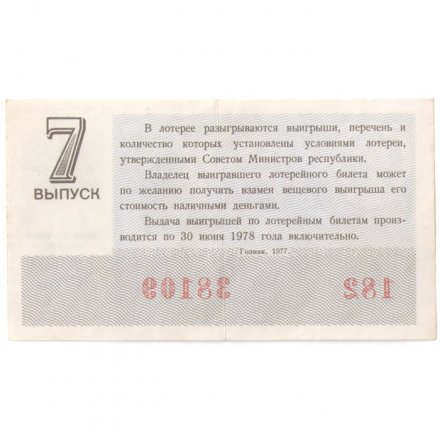 7
ВЫПУСК
В лотерее разыгрываются выигрыши, перечень и
количество которых установлены условиями лотереи,
утвержденными Советом Министров республики.
Владелец выигравшего лотерейного билета может
по желанию получить взамен вещевого выигрыша его
стоимость наличными деньгами.
Выдача выигрышей по лотерейным билетам произ-
водится по 30 июня 1978 года включительно.
Гознак. 1977.
38109 182